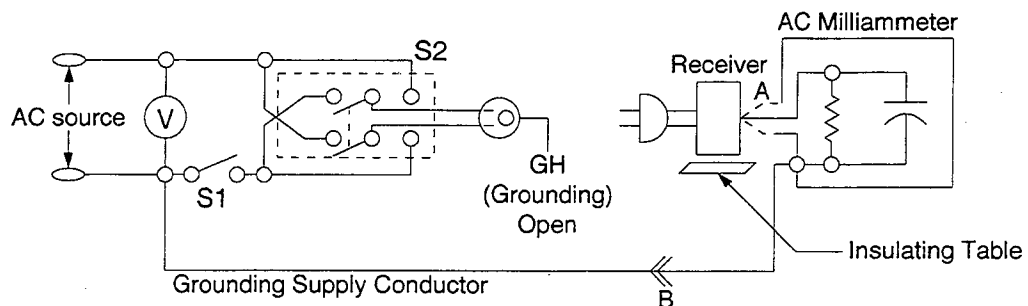 AC Milliammeter
S2
Receiver
A
AC source
V
S1
GH
(Grounding)
Open
Insulating Table
Grounding Supply Conductor
B